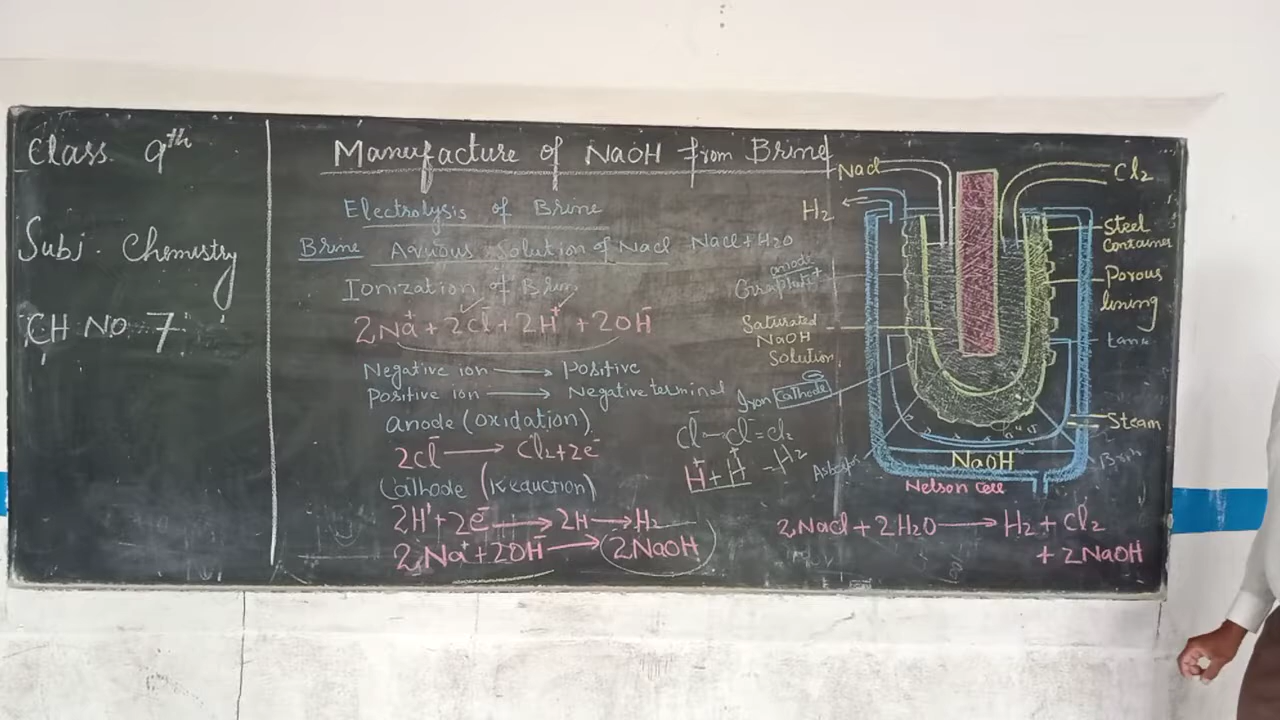 Class 9th
Subj. Chemistry
CH NO 7
Manufacture of NaOH from Brine
Electrolysis of Brine
Brine Aquous Solution of Nacl Nacl+H2O
Ionization of Brine
2Na⁺ + 2Cl⁻ + 2H⁺ + 2OH⁻
Negative ion → Positive
Positive ion → Negative terminal
Anode (oxidation)
2Cl⁻ → Cl2+2e⁻
Cathode (Reduction)
2H⁺+2e⁻ → 2H → H2
2Na⁺+2OH⁻ → 2NaOH
Cl⁻–Cl⁻=Cl2
H⁺+H⁺=H2
Nacl
H2
Cl2
Steel
Container
anode
Graphite +
Porous
lining
Saturated
NaOH
Solution
tank
Iron Cathode
Steam
NaOH
Nelson Cell
2Nacl + 2H2O → H2 + Cl2
+ 2NaOH